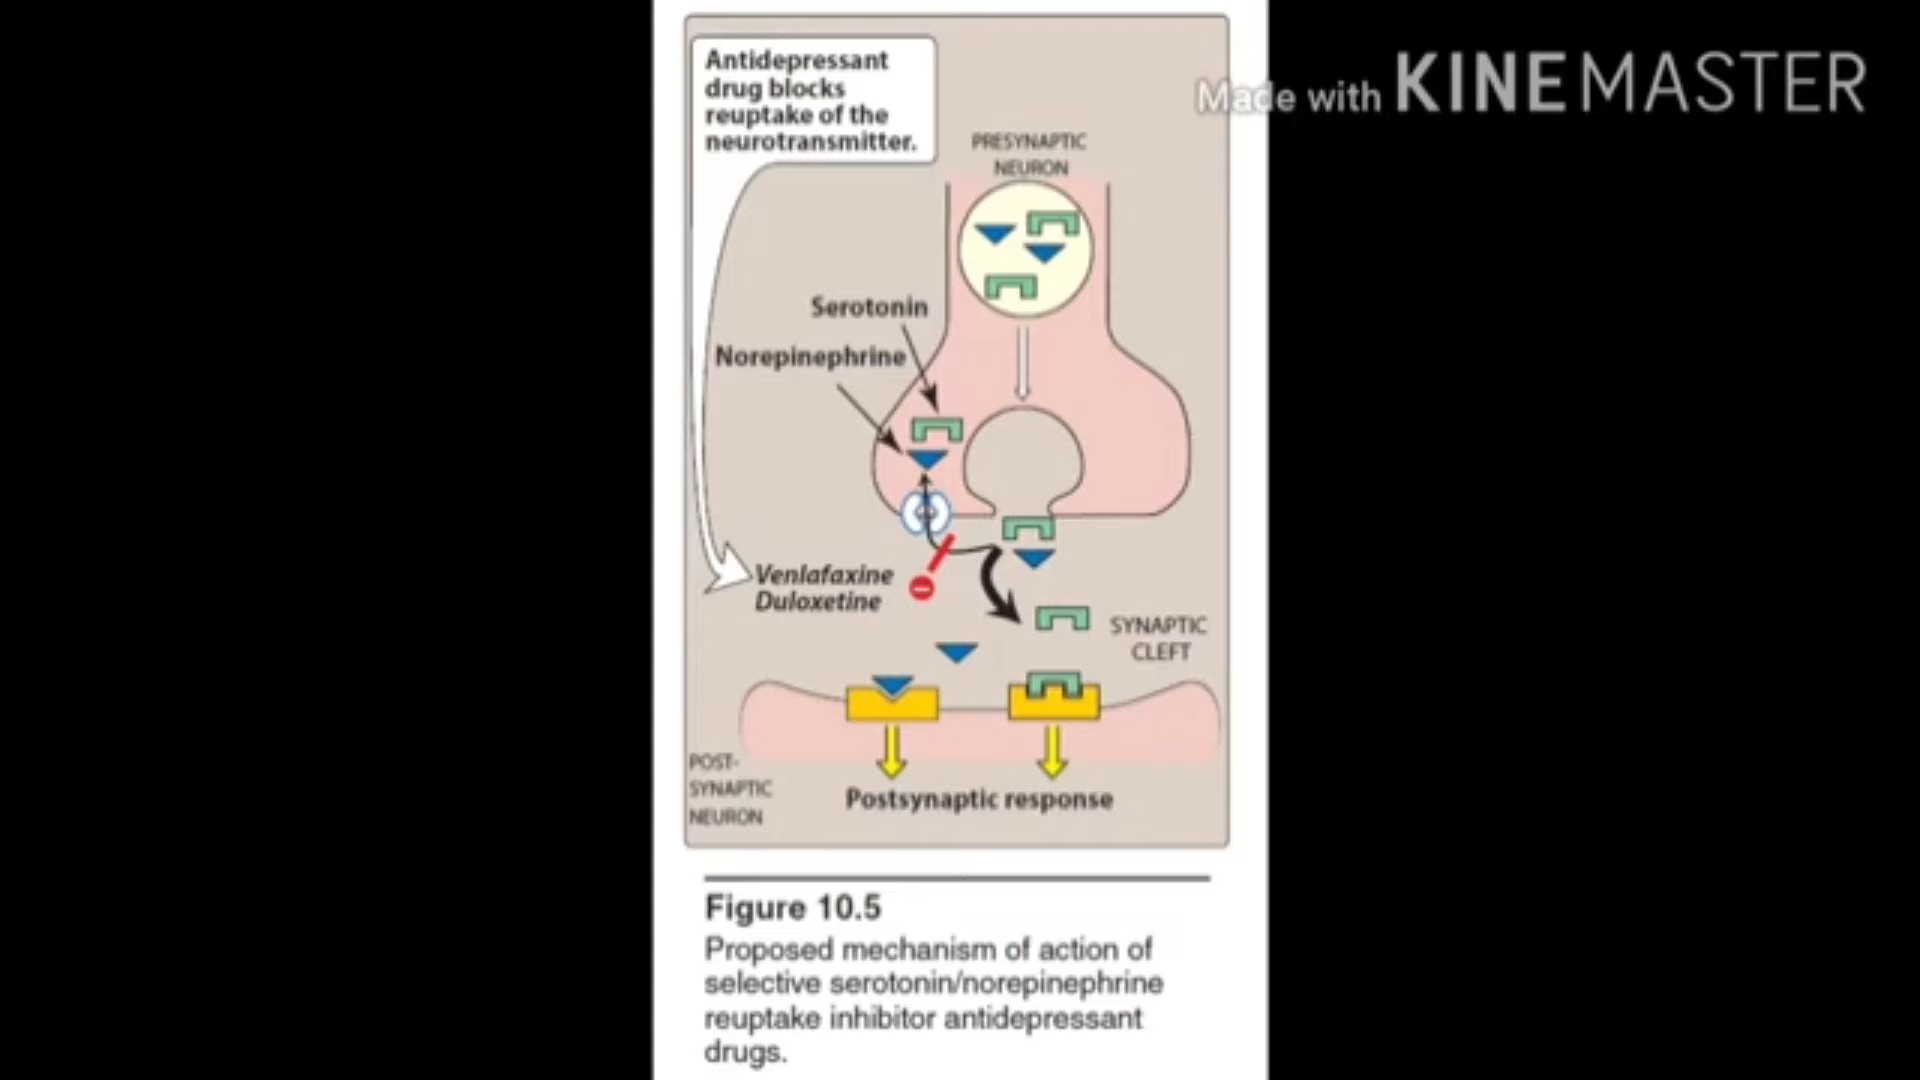 Antidepressant
drug blocks
reuptake of the
neurotransmitter.
Made with KINEMASTER
PRESYNAPTIC
NEURON
Serotonin
Norepinephrine
Venlafaxine
Duloxetine
SYNAPTIC
CLEFT
POST-
SYNAPTIC
NEURON
Postsynaptic response
Figure 10.5
Proposed mechanism of action of
selective serotonin/norepinephrine
reuptake inhibitor antidepressant
drugs.